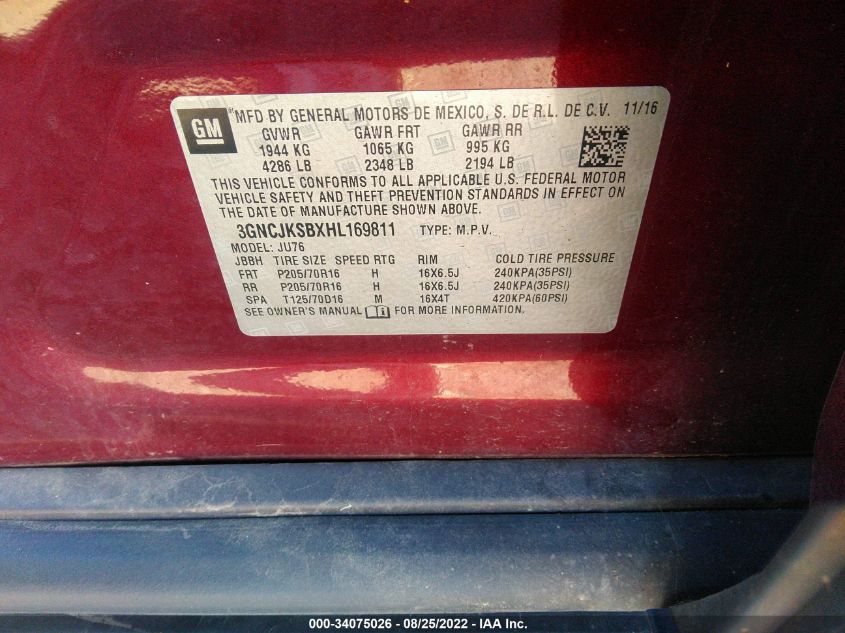 GM MFD BY GENERAL MOTORS DE MEXICO, S. DE R.L. DE C.V. 11/16
GVWR GAWR FRT GAWR RR
1944 KG 1065 KG 995 KG
4286 LB 2348 LB 2194 LB
THIS VEHICLE CONFORMS TO ALL APPLICABLE U.S. FEDERAL MOTOR
VEHICLE SAFETY AND THEFT PREVENTION STANDARDS IN EFFECT ON
THE DATE OF MANUFACTURE SHOWN ABOVE.
3GNCJKSBXHL169811 TYPE: M.P.V.
MODEL: JU76
JBBH TIRE SIZE SPEED RTG RIM COLD TIRE PRESSURE
FRT P205/70R16 H 16X6.5J 240KPA(35PSI)
RR P205/70R16 H 16X6.5J 240KPA(35PSI)
SPA T125/70D16 M 16X4T 420KPA(60PSI)
SEE OWNER'S MANUAL FOR MORE INFORMATION.
000-34075026 - 08/25/2022 - IAA Inc.